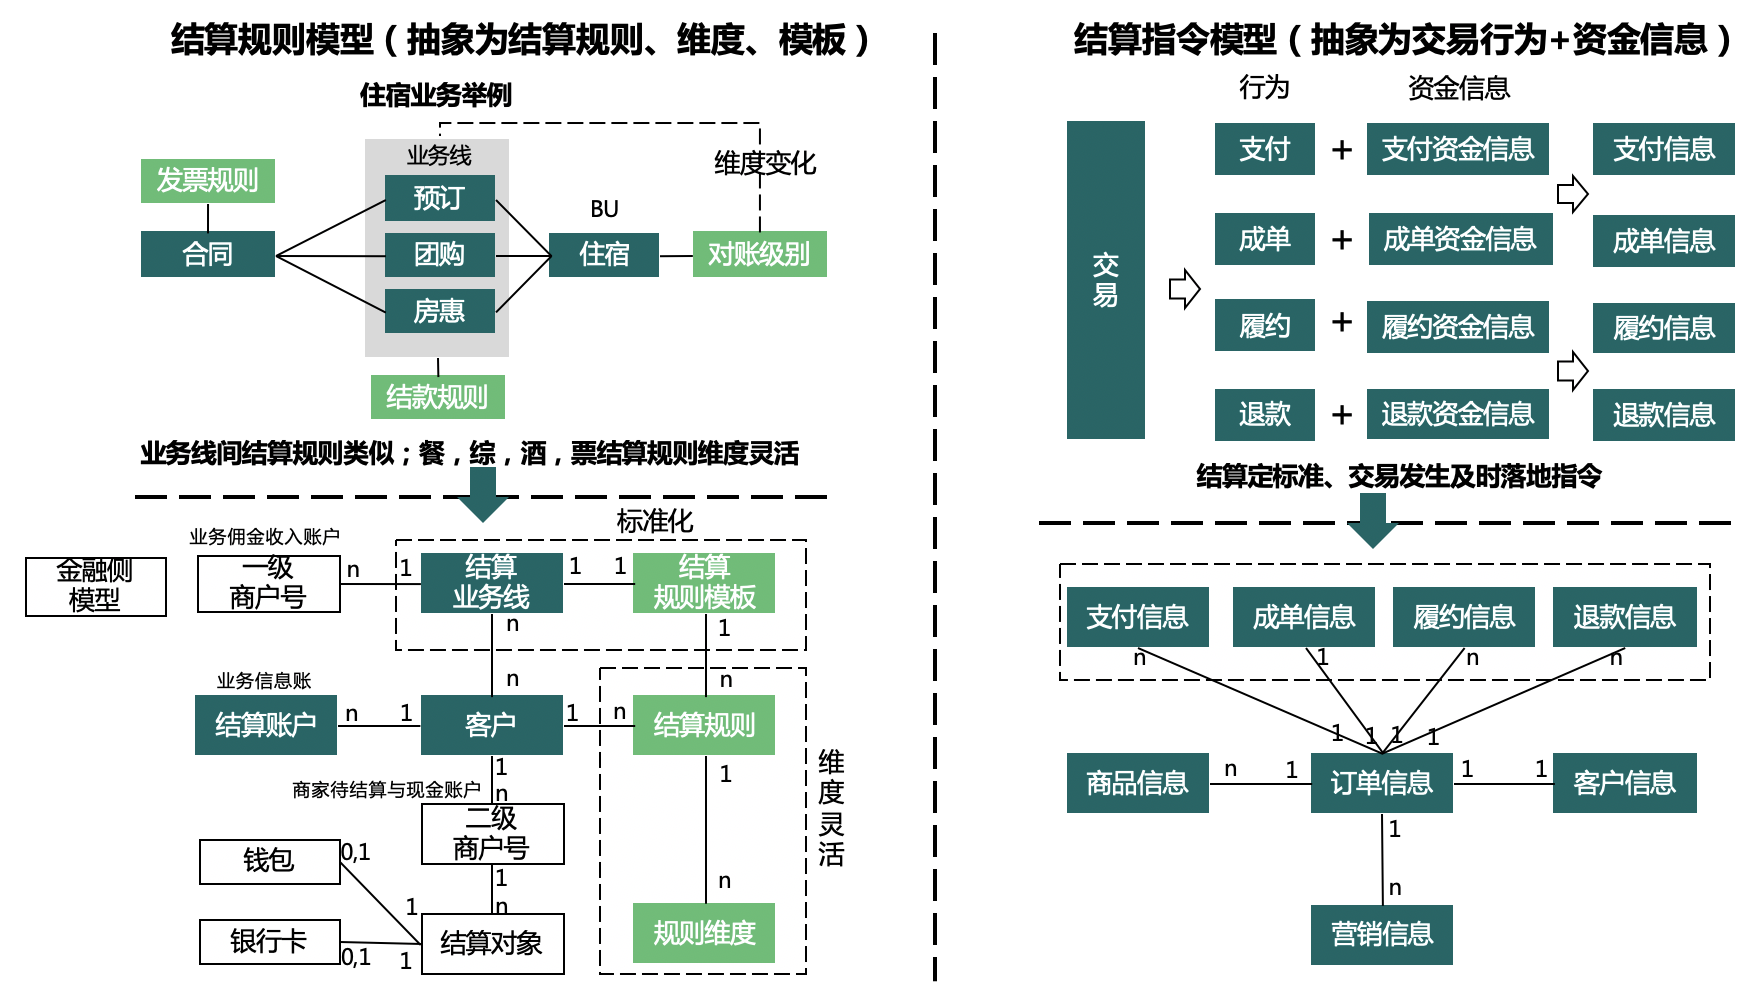 结算规则模型（抽象为结算规则、维度、模板）
住宿业务举例
业务线
维度变化
发票规则
预订
BU
合同
团购
住宿
对账级别
房惠
结款规则
业务线间结算规则类似；餐，综，酒，票结算规则维度灵活
标准化
业务佣金收入账户
金融侧
模型
一级
商户号
n
1
结算
业务线
1
1
结算
规则模板
n
1
业务信息账
n
n
结算账户
n
1
客户
1
n
结算规则
1
1
商家待结算与现金账户
n
二级
商户号
维
度
灵
活
钱包
0,1
1
n
n
1
银行卡
0,1
1
结算对象
规则维度
结算指令模型（抽象为交易行为+资金信息）
行为
资金信息
交
易
支付
+
支付资金信息
支付信息
成单
+
成单资金信息
成单信息
履约
+
履约资金信息
履约信息
退款
+
退款资金信息
退款信息
结算定标准、交易发生及时落地指令
支付信息
成单信息
履约信息
退款信息
n
1
n
n
1
1
1
1
商品信息
n
1
订单信息
1
1
客户信息
1
n
营销信息